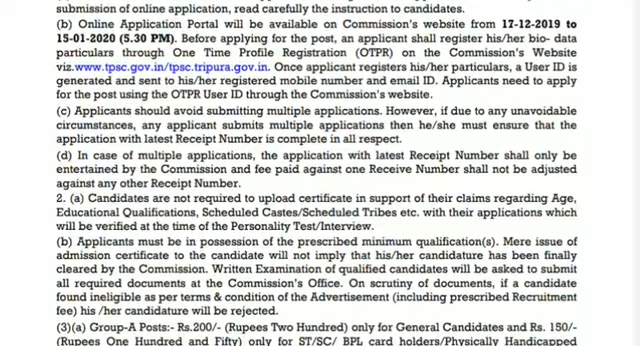 submission of online application, read carefully the instruction to candidates.
(b) Online Application Portal will be available on Commission's website from 17-12-2019 to
15-01-2020 (5.30 PM). Before applying for the post, an applicant shall register his/her bio- data
particulars through One Time Profile Registration (OTPR) on the Commission's Website
viz.www.tpsc.gov.in/tpsc.tripura.gov.in. Once applicant registers his/her particulars, a User ID is
generated and sent to his/her registered mobile number and email ID. Applicants need to apply
for the post using the OTPR User ID through the Commission's website.
(c) Applicants should avoid submitting multiple applications. However, if due to any unavoidable
circumstances, any applicant submits multiple applications then he/she must ensure that the
application with latest Receipt Number is complete in all respect.
(d) In case of multiple applications, the application with latest Receipt Number shall only be
entertained by the Commission and fee paid against one Receive Number shall not be adjusted
against any other Receipt Number.
2. (a) Candidates are not required to upload certificate in support of their claims regarding Age,
Educational Qualifications, Scheduled Castes/Scheduled Tribes etc. with their applications which
will be verified at the time of the Personality Test/Interview.
(b) Applicants must be in possession of the prescribed minimum qualification(s). Mere issue of
admission certificate to the candidate will not imply that his/her candidature has been finally
cleared by the Commission. Written Examination of qualified candidates will be asked to submit
all required documents at the Commission's Office. On scrutiny of documents, if a candidate
found ineligible as per terms & condition of the Advertisement (including prescribed Recruitment
fee) his /her candidature will be rejected.
(3)(a) Group-A Posts:- Rs.200/- (Rupees Two Hundred) only for General Candidates and Rs. 150/-
(Rupees One Hundred and Fifty) only for ST/SC/ BPL card holders/Physically Handicapped